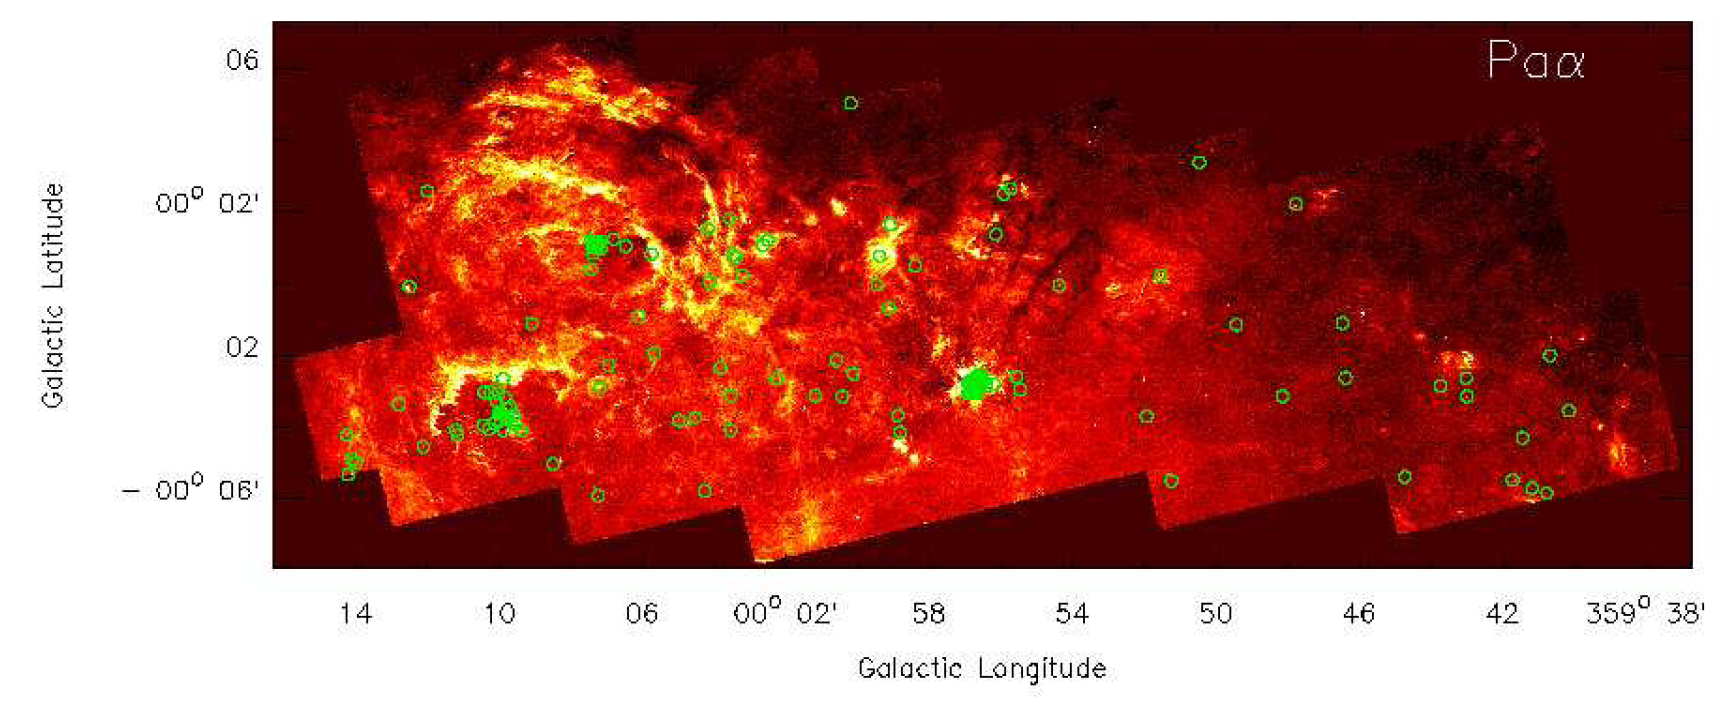 Paα
06
00° 02'
02
- 00° 06'
Galactic Latitude
14 10 06 00° 02' 58 54 50 46 42 359° 38'
Galactic Longitude